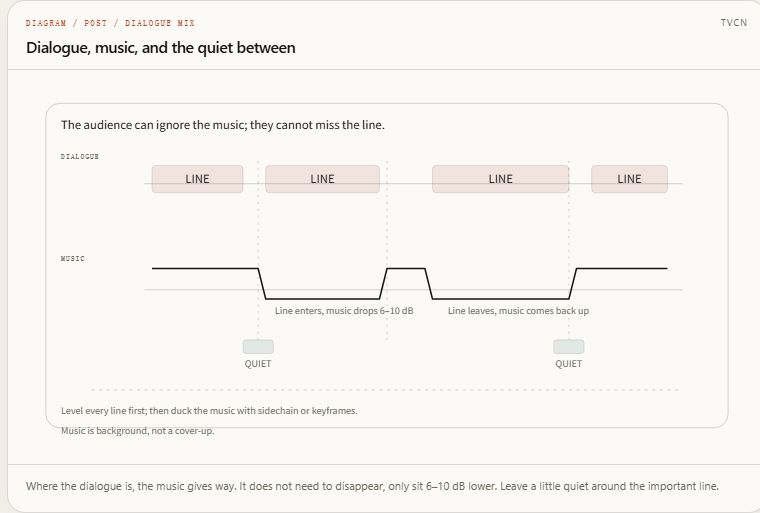 DIAGRAM / POST / DIALOGUE MIX
TVCN
Dialogue, music, and the quiet between
The audience can ignore the music; they cannot miss the line.
DIALOGUE
LINE LINE LINE LINE
MUSIC
Line enters, music drops 6–10 dB Line leaves, music comes back up
QUIET QUIET
Level every line first; then duck the music with sidechain or keyframes.
Music is background, not a cover-up.
Where the dialogue is, the music gives way. It does not need to disappear, only sit 6–10 dB lower. Leave a little quiet around the important line.